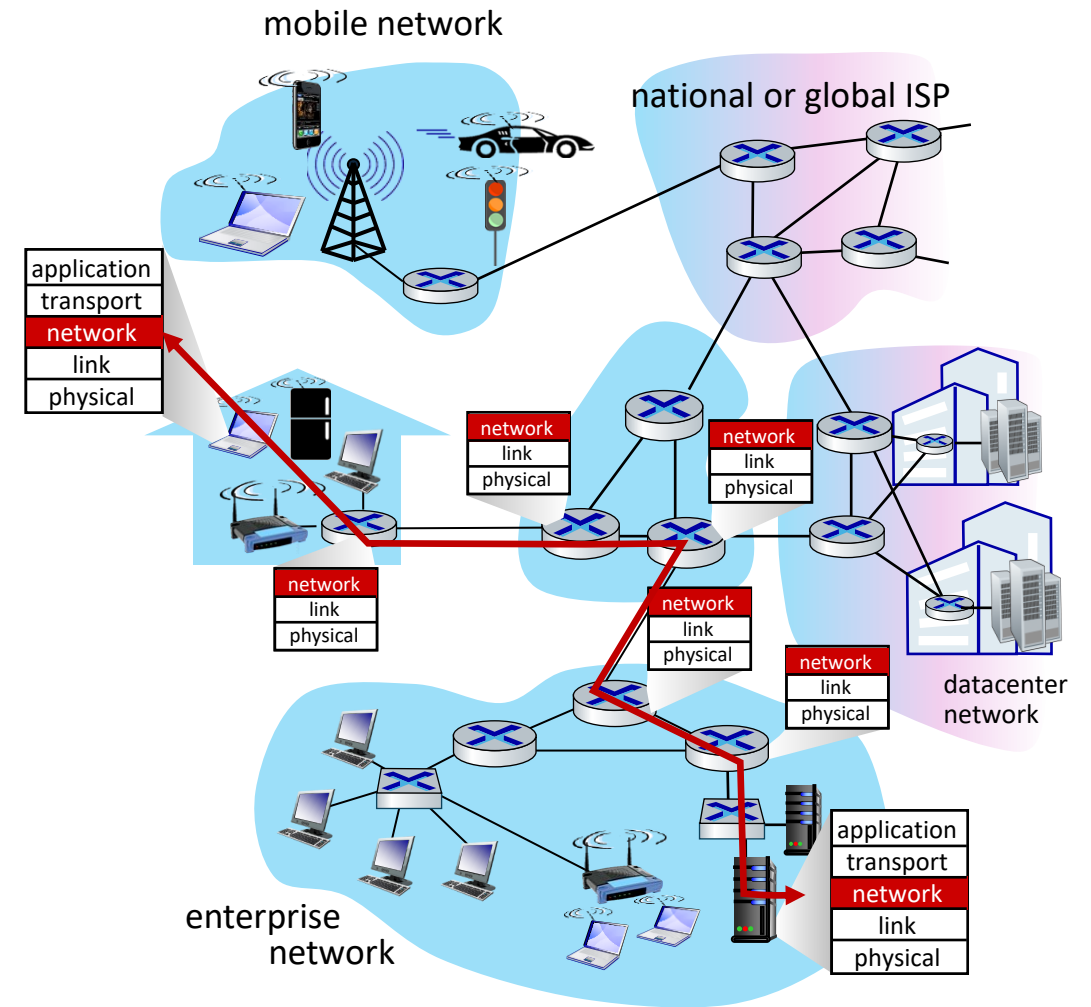 mobile network
national or global ISP
application
transport
network
link
physical
network
link
physical
network
link
physical
network
link
physical
network
link
physical
network
link
physical
datacenter
network
application
transport
network
link
physical
enterprise
network